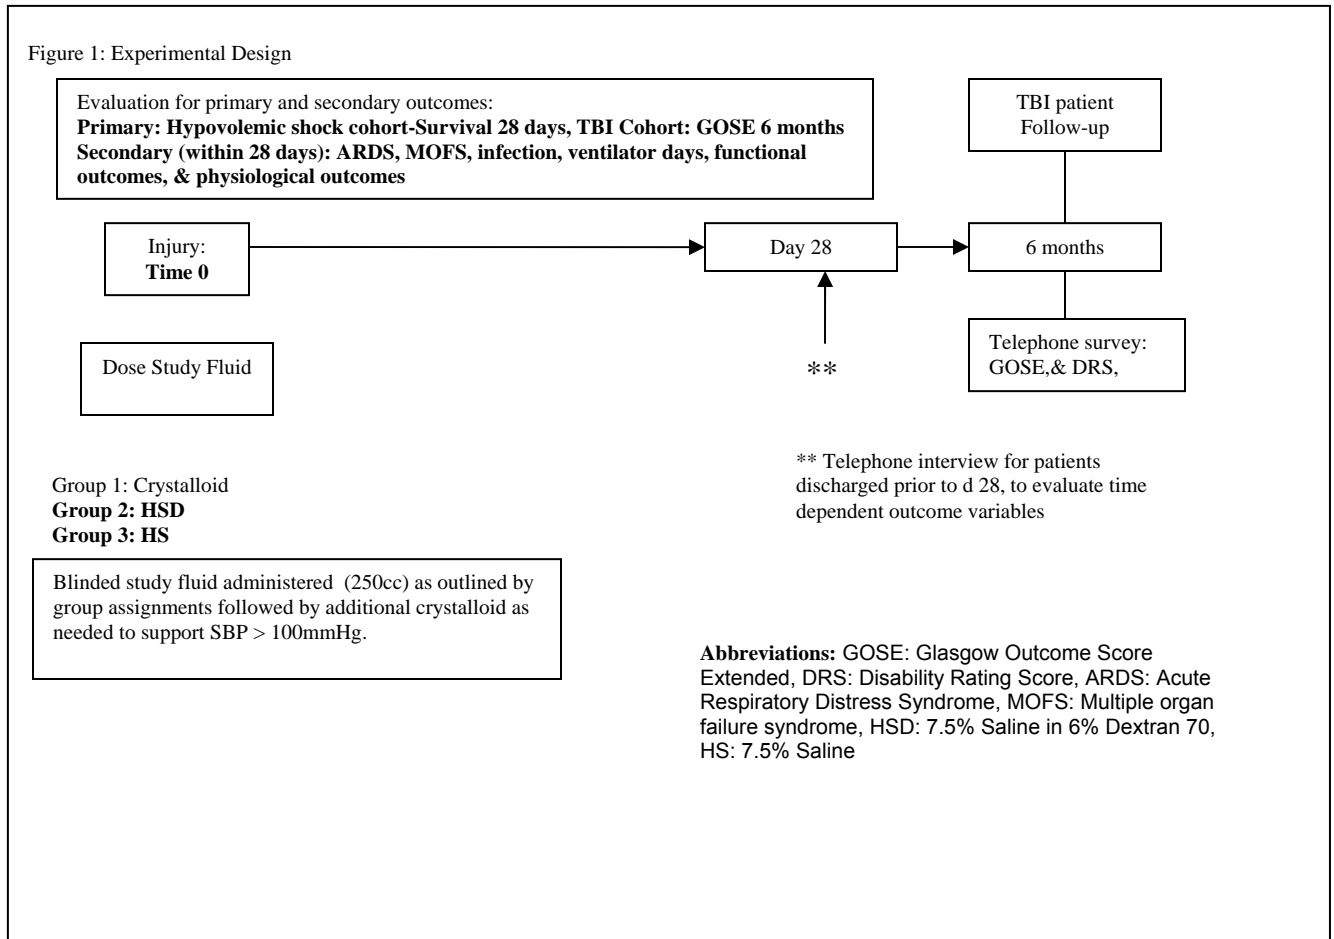 Figure 1: Experimental Design
Evaluation for primary and secondary outcomes:
Primary: Hypovolemic shock cohort-Survival 28 days, TBI Cohort: GOSE 6 months
Secondary (within 28 days): ARDS, MOFS, infection, ventilator days, functional
outcomes, & physiological outcomes
TBI patient
Follow-up
Injury:
Time 0
Day 28
6 months
Dose Study Fluid
**
Telephone survey:
GOSE,& DRS,
Group 1: Crystalloid
Group 2: HSD
Group 3: HS
** Telephone interview for patients
discharged prior to d 28, to evaluate time
dependent outcome variables
Blinded study fluid administered (250cc) as outlined by
group assignments followed by additional crystalloid as
needed to support SBP > 100mmHg.
Abbreviations: GOSE: Glasgow Outcome Score
Extended, DRS: Disability Rating Score, ARDS: Acute
Respiratory Distress Syndrome, MOFS: Multiple organ
failure syndrome, HSD: 7.5% Saline in 6% Dextran 70,
HS: 7.5% Saline